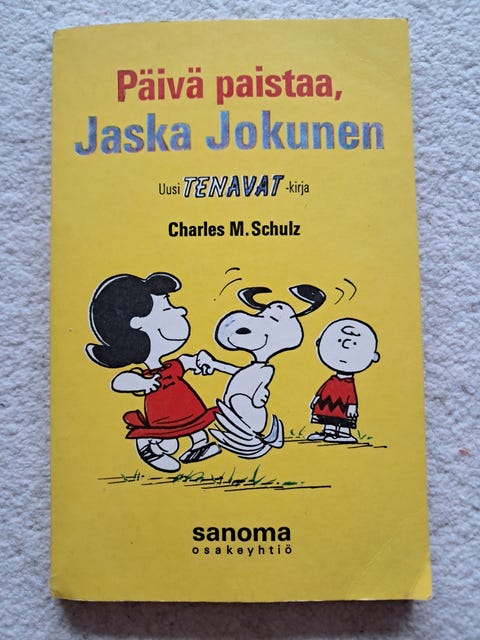 Päivä paistaa,
Jaska Jokunen
Uusi TENAVAT -kirja
Charles M. Schulz
sanoma
osakeyhtiö